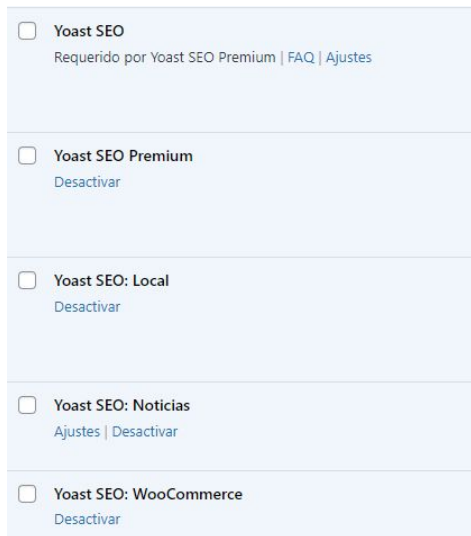 Yoast SEO
Requerido por Yoast SEO Premium | FAQ | Ajustes
Yoast SEO Premium
Desactivar
Yoast SEO: Local
Desactivar
Yoast SEO: Noticias
Ajustes | Desactivar
Yoast SEO: WooCommerce
Desactivar